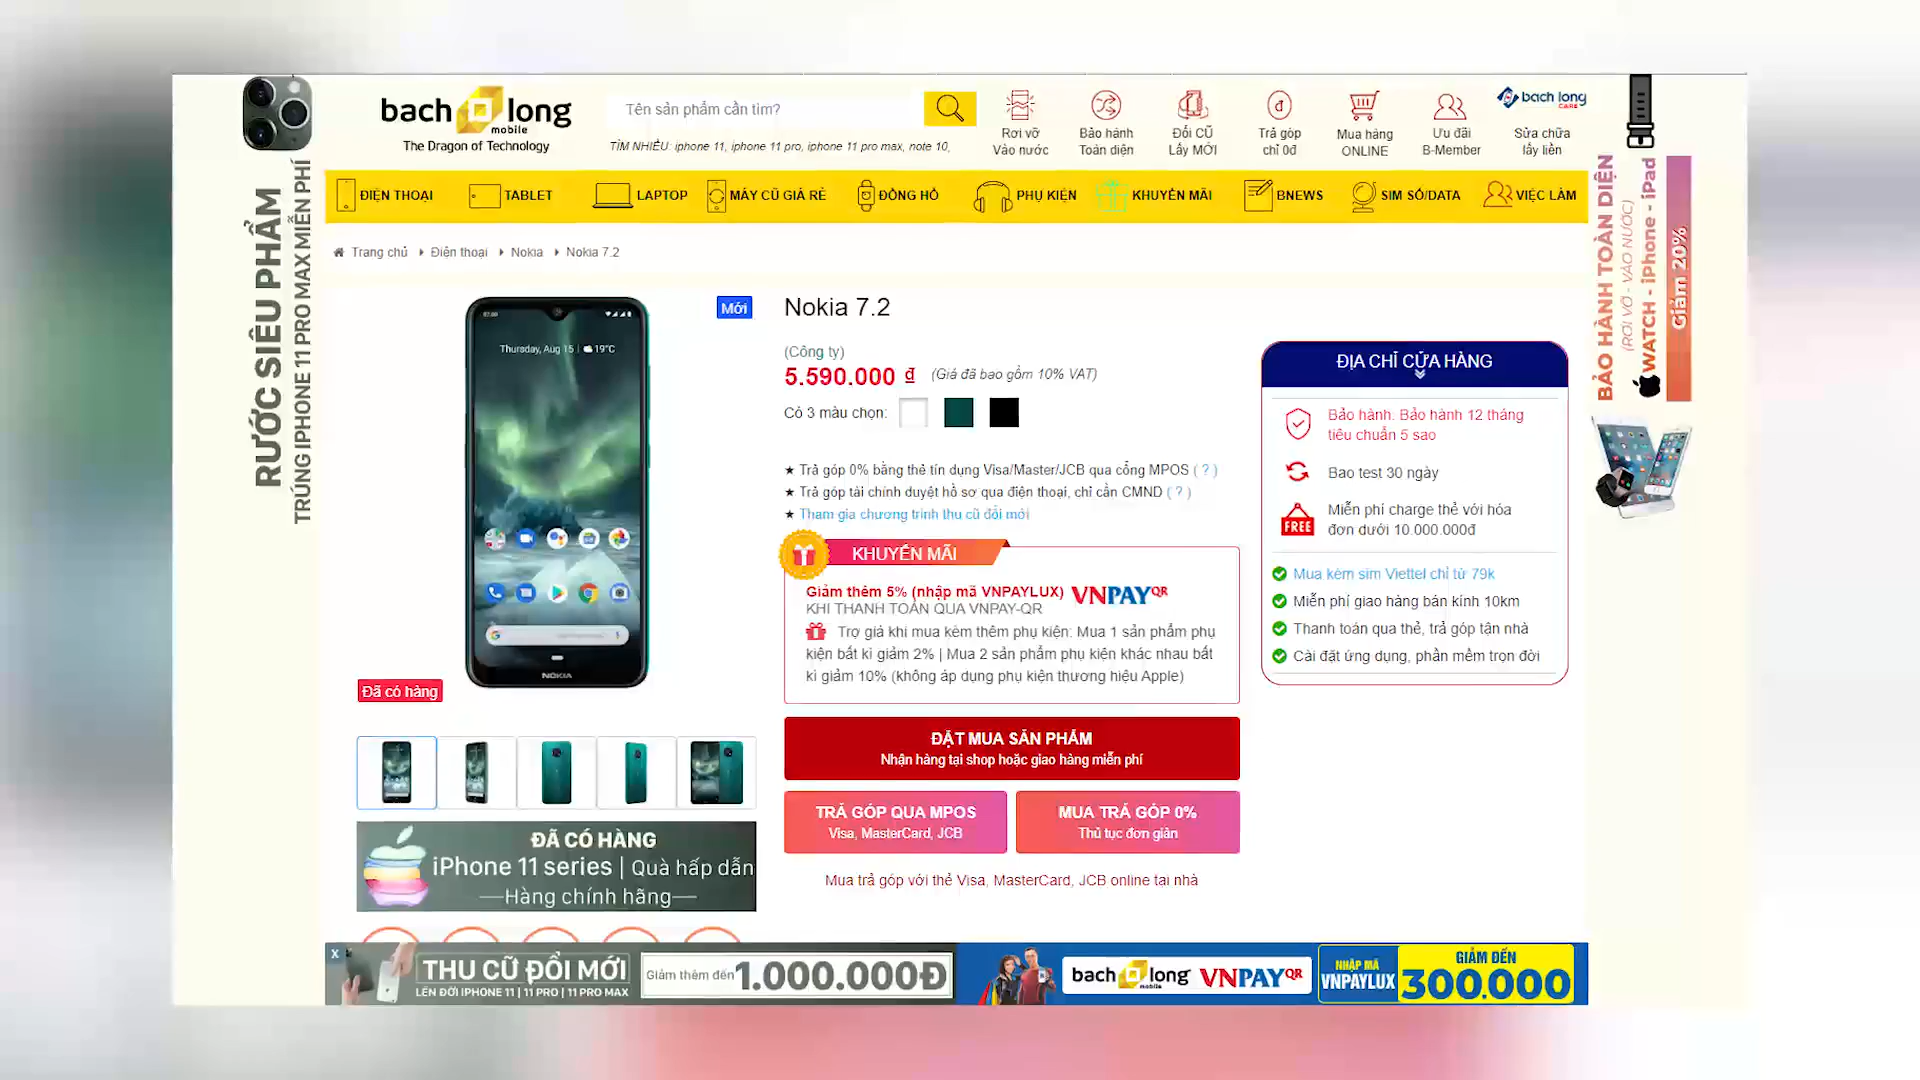 bach long
mobile
The Dragon of Technology
Tên sản phẩm cần tìm?
TÌM NHIỀU: iphone 11, iphone 11 pro, iphone 11 pro max, note 10,
Rơi vỡ
Vào nước
Bảo hành
Toàn diện
Đổi CŨ
Lấy MỚI
Trả góp
chỉ 0đ
Mua hàng
ONLINE
Ưu đãi
B-Member
bach long
CARE
Sửa chữa
lấy liền
ĐIỆN THOẠI
TABLET
LAPTOP
MÁY CŨ GIÁ RẺ
ĐỒNG HỒ
PHỤ KIỆN
KHUYẾN MÃI
BNEWS
SIM SỐ/DATA
VIỆC LÀM
Trang chủ
Điện thoại
Nokia
Nokia 7.2
RƯỚC SIÊU PHẨM
TRÚNG IPHONE 11 PRO MAX MIỄN PHÍ
BẢO HÀNH TOÀN DIỆN
(RƠI VỠ - VÀO NƯỚC)
WATCH - iPhone - iPad
Giảm 20%
Mới
Thursday, Aug 15 | 19°C
NOKIA
Đã có hàng
Nokia 7.2
(Công ty)
5.590.000 đ (Giá đã bao gồm 10% VAT)
Có 3 màu chọn:
★ Trả góp 0% bằng thẻ tín dụng Visa/Master/JCB qua cổng MPOS ( ? )
★ Trả góp tài chính duyệt hồ sơ qua điện thoại, chỉ cần CMND ( ? )
★ Tham gia chương trình thu cũ đổi mới
KHUYẾN MÃI
Giảm thêm 5% (nhập mã VNPAYLUX) VNPAYQR
KHI THANH TOÁN QUA VNPAY-QR
Trợ giá khi mua kèm thêm phụ kiện: Mua 1 sản phẩm phụ
kiện bất kì giảm 2% | Mua 2 sản phẩm phụ kiện khác nhau bất
kì giảm 10% (không áp dụng phụ kiện thương hiệu Apple)
ĐẶT MUA SẢN PHẨM
Nhận hàng tại shop hoặc giao hàng miễn phí
TRẢ GÓP QUA MPOS
Visa, MasterCard, JCB
MUA TRẢ GÓP 0%
Thủ tục đơn giản
Mua trả góp với thẻ Visa, MasterCard, JCB online tại nhà
ĐỊA CHỈ CỬA HÀNG
Bảo hành: Bảo hành 12 tháng
tiêu chuẩn 5 sao
Bao test 30 ngày
FREE
Miễn phí charge thẻ với hóa
đơn dưới 10.000.000đ
Mua kèm sim Viettel chỉ từ 79k
Miễn phí giao hàng bán kính 10km
Thanh toán qua thẻ, trả góp tận nhà
Cài đặt ứng dụng, phần mềm trọn đời
ĐÃ CÓ HÀNG
iPhone 11 series | Quà hấp dẫn
Hàng chính hãng
X
THU CŨ ĐỔI MỚI
LÊN ĐỜI IPHONE 11 | 11 PRO | 11 PRO MAX
Giảm thêm đến 1.000.000Đ
bach long
mobile
VNPAYQR
NHẬP MÃ
VNPAYLUX
GIẢM ĐẾN
300.000